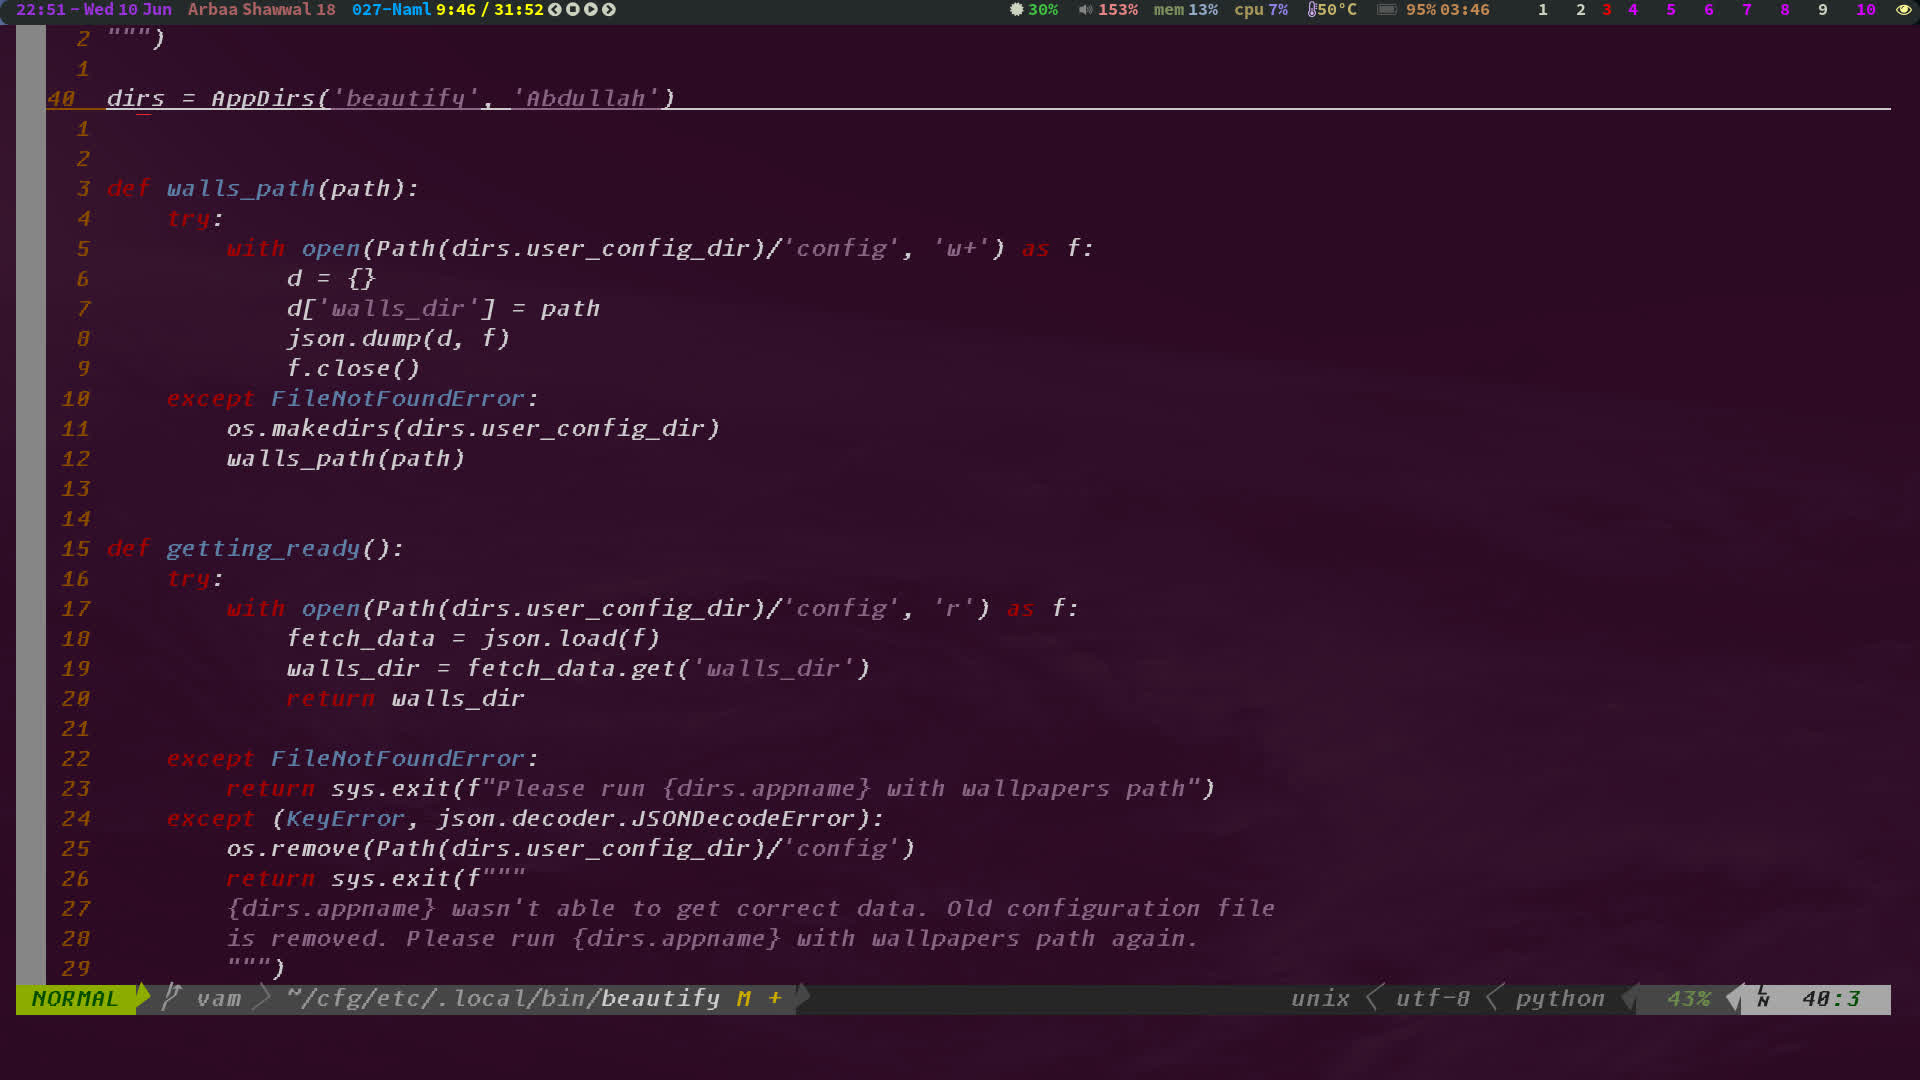 22:51 - Wed 10 Jun Arbaa Shawwal 18 027-Naml 9:46 / 31:52 30% 153% mem 13% cpu 7% 50°C 95% 03:46 1 2 3 4 5 6 7 8 9 10
2 """)
1
40 dirs = AppDirs('beautify', 'Abdullah')
1
2
3 def walls_path(path):
4 try:
5 with open(Path(dirs.user_config_dir)/'config', 'w+') as f:
6 d = {}
7 d['walls_dir'] = path
8 json.dump(d, f)
9 f.close()
10 except FileNotFoundError:
11 os.makedirs(dirs.user_config_dir)
12 walls_path(path)
13
14
15 def getting_ready():
16 try:
17 with open(Path(dirs.user_config_dir)/'config', 'r') as f:
18 fetch_data = json.load(f)
19 walls_dir = fetch_data.get('walls_dir')
20 return walls_dir
21
22 except FileNotFoundError:
23 return sys.exit(f"Please run {dirs.appname} with wallpapers path")
24 except (KeyError, json.decoder.JSONDecodeError):
25 os.remove(Path(dirs.user_config_dir)/'config')
26 return sys.exit(f"""
27 {dirs.appname} wasn't able to get correct data. Old configuration file
28 is removed. Please run {dirs.appname} with wallpapers path again.
29 """)
NORMAL vam ~/cfg/etc/.local/bin/beautify M + unix utf-8 python 43% LN 40:3